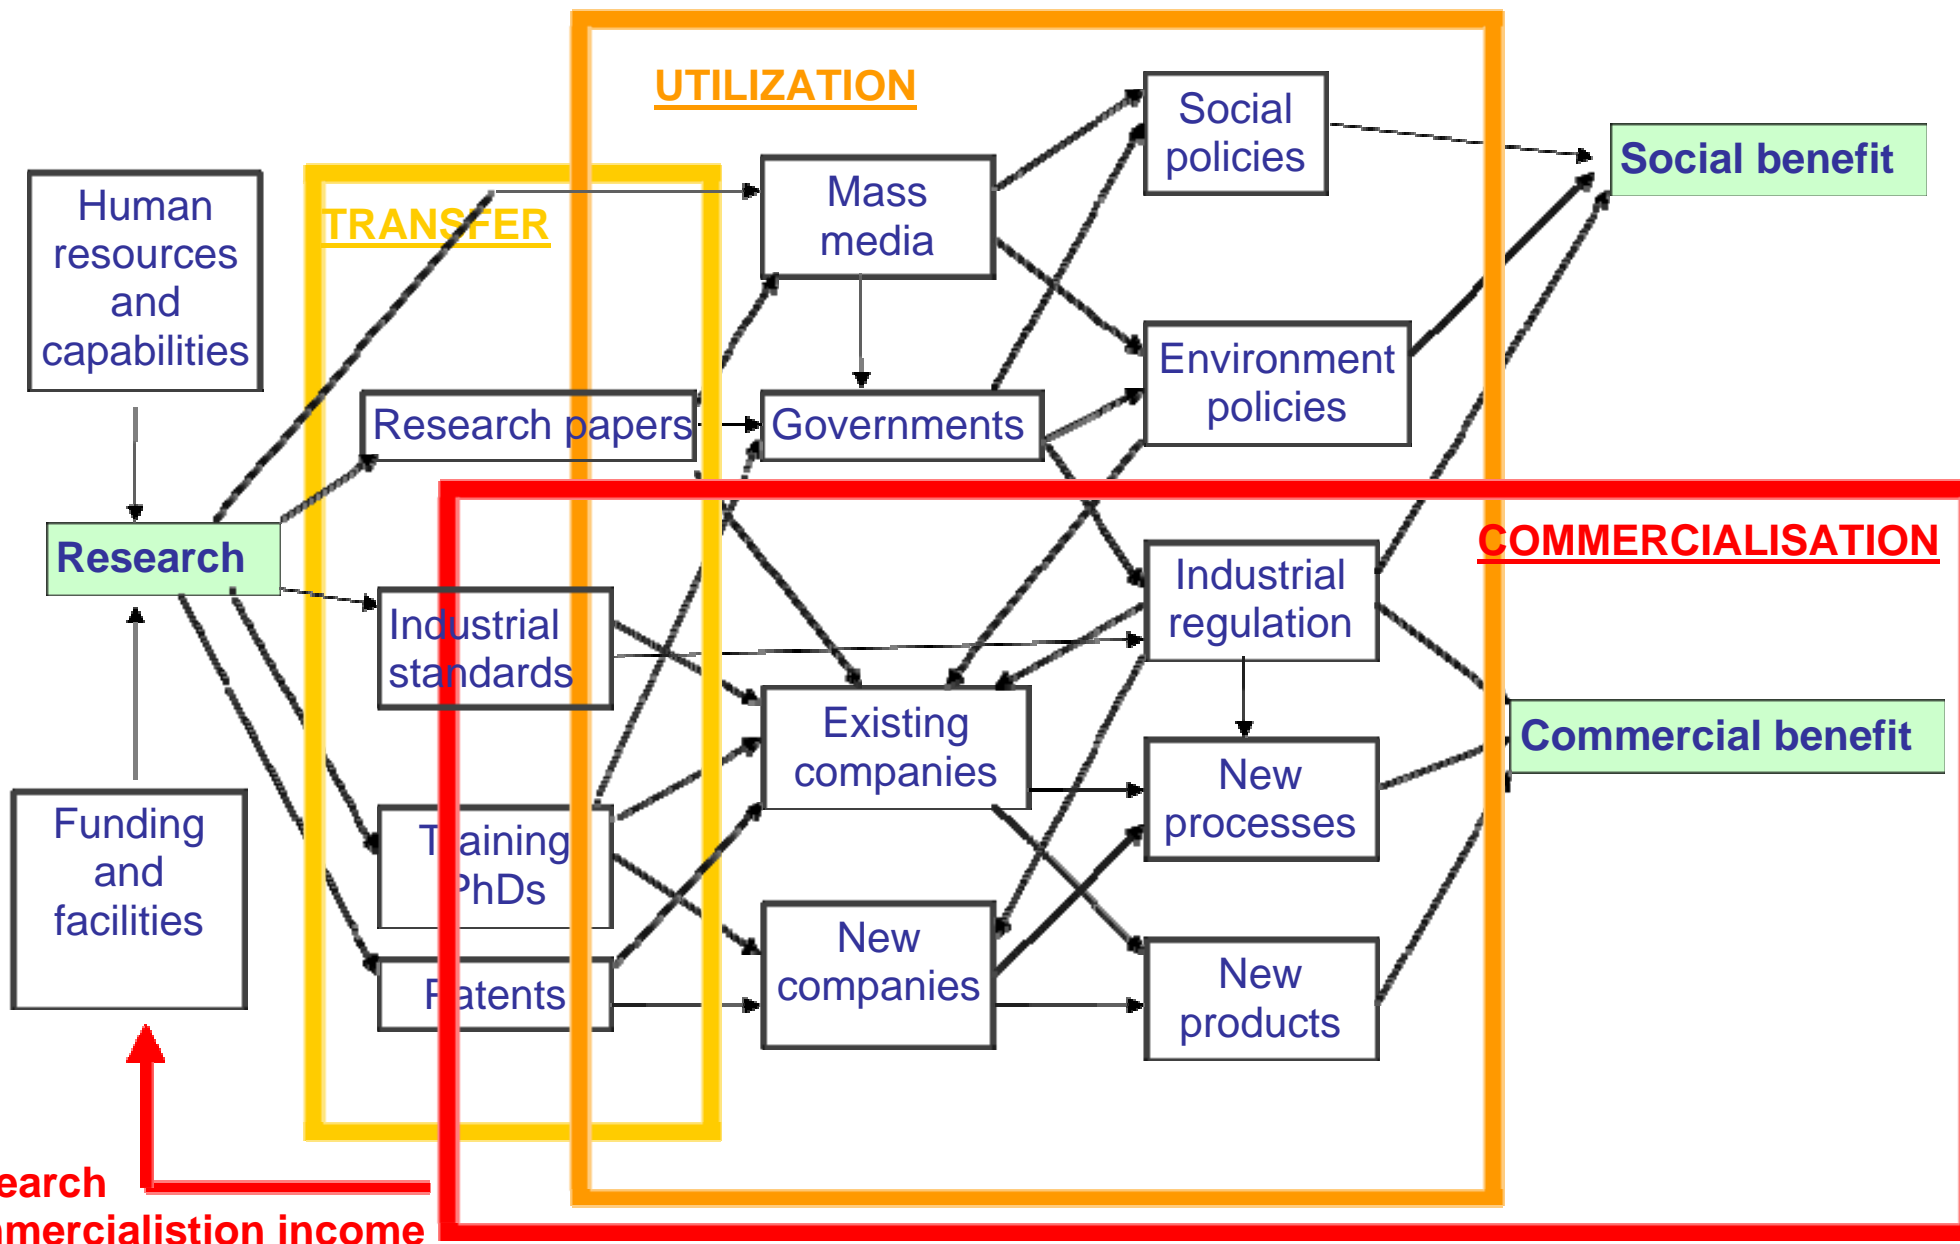 UTILIZATION
Social
policies
Social benefit
Human
resources
and
capabilities
TRANSFER
Mass
media
Environment
policies
Research papers
Governments
Research
COMMERCIALISATION
Industrial
standards
Industrial
regulation
Existing
companies
Commercial benefit
New
processes
Funding
and
facilities
Training
PhDs
New
companies
Patents
New
products
earch
mercialistion income